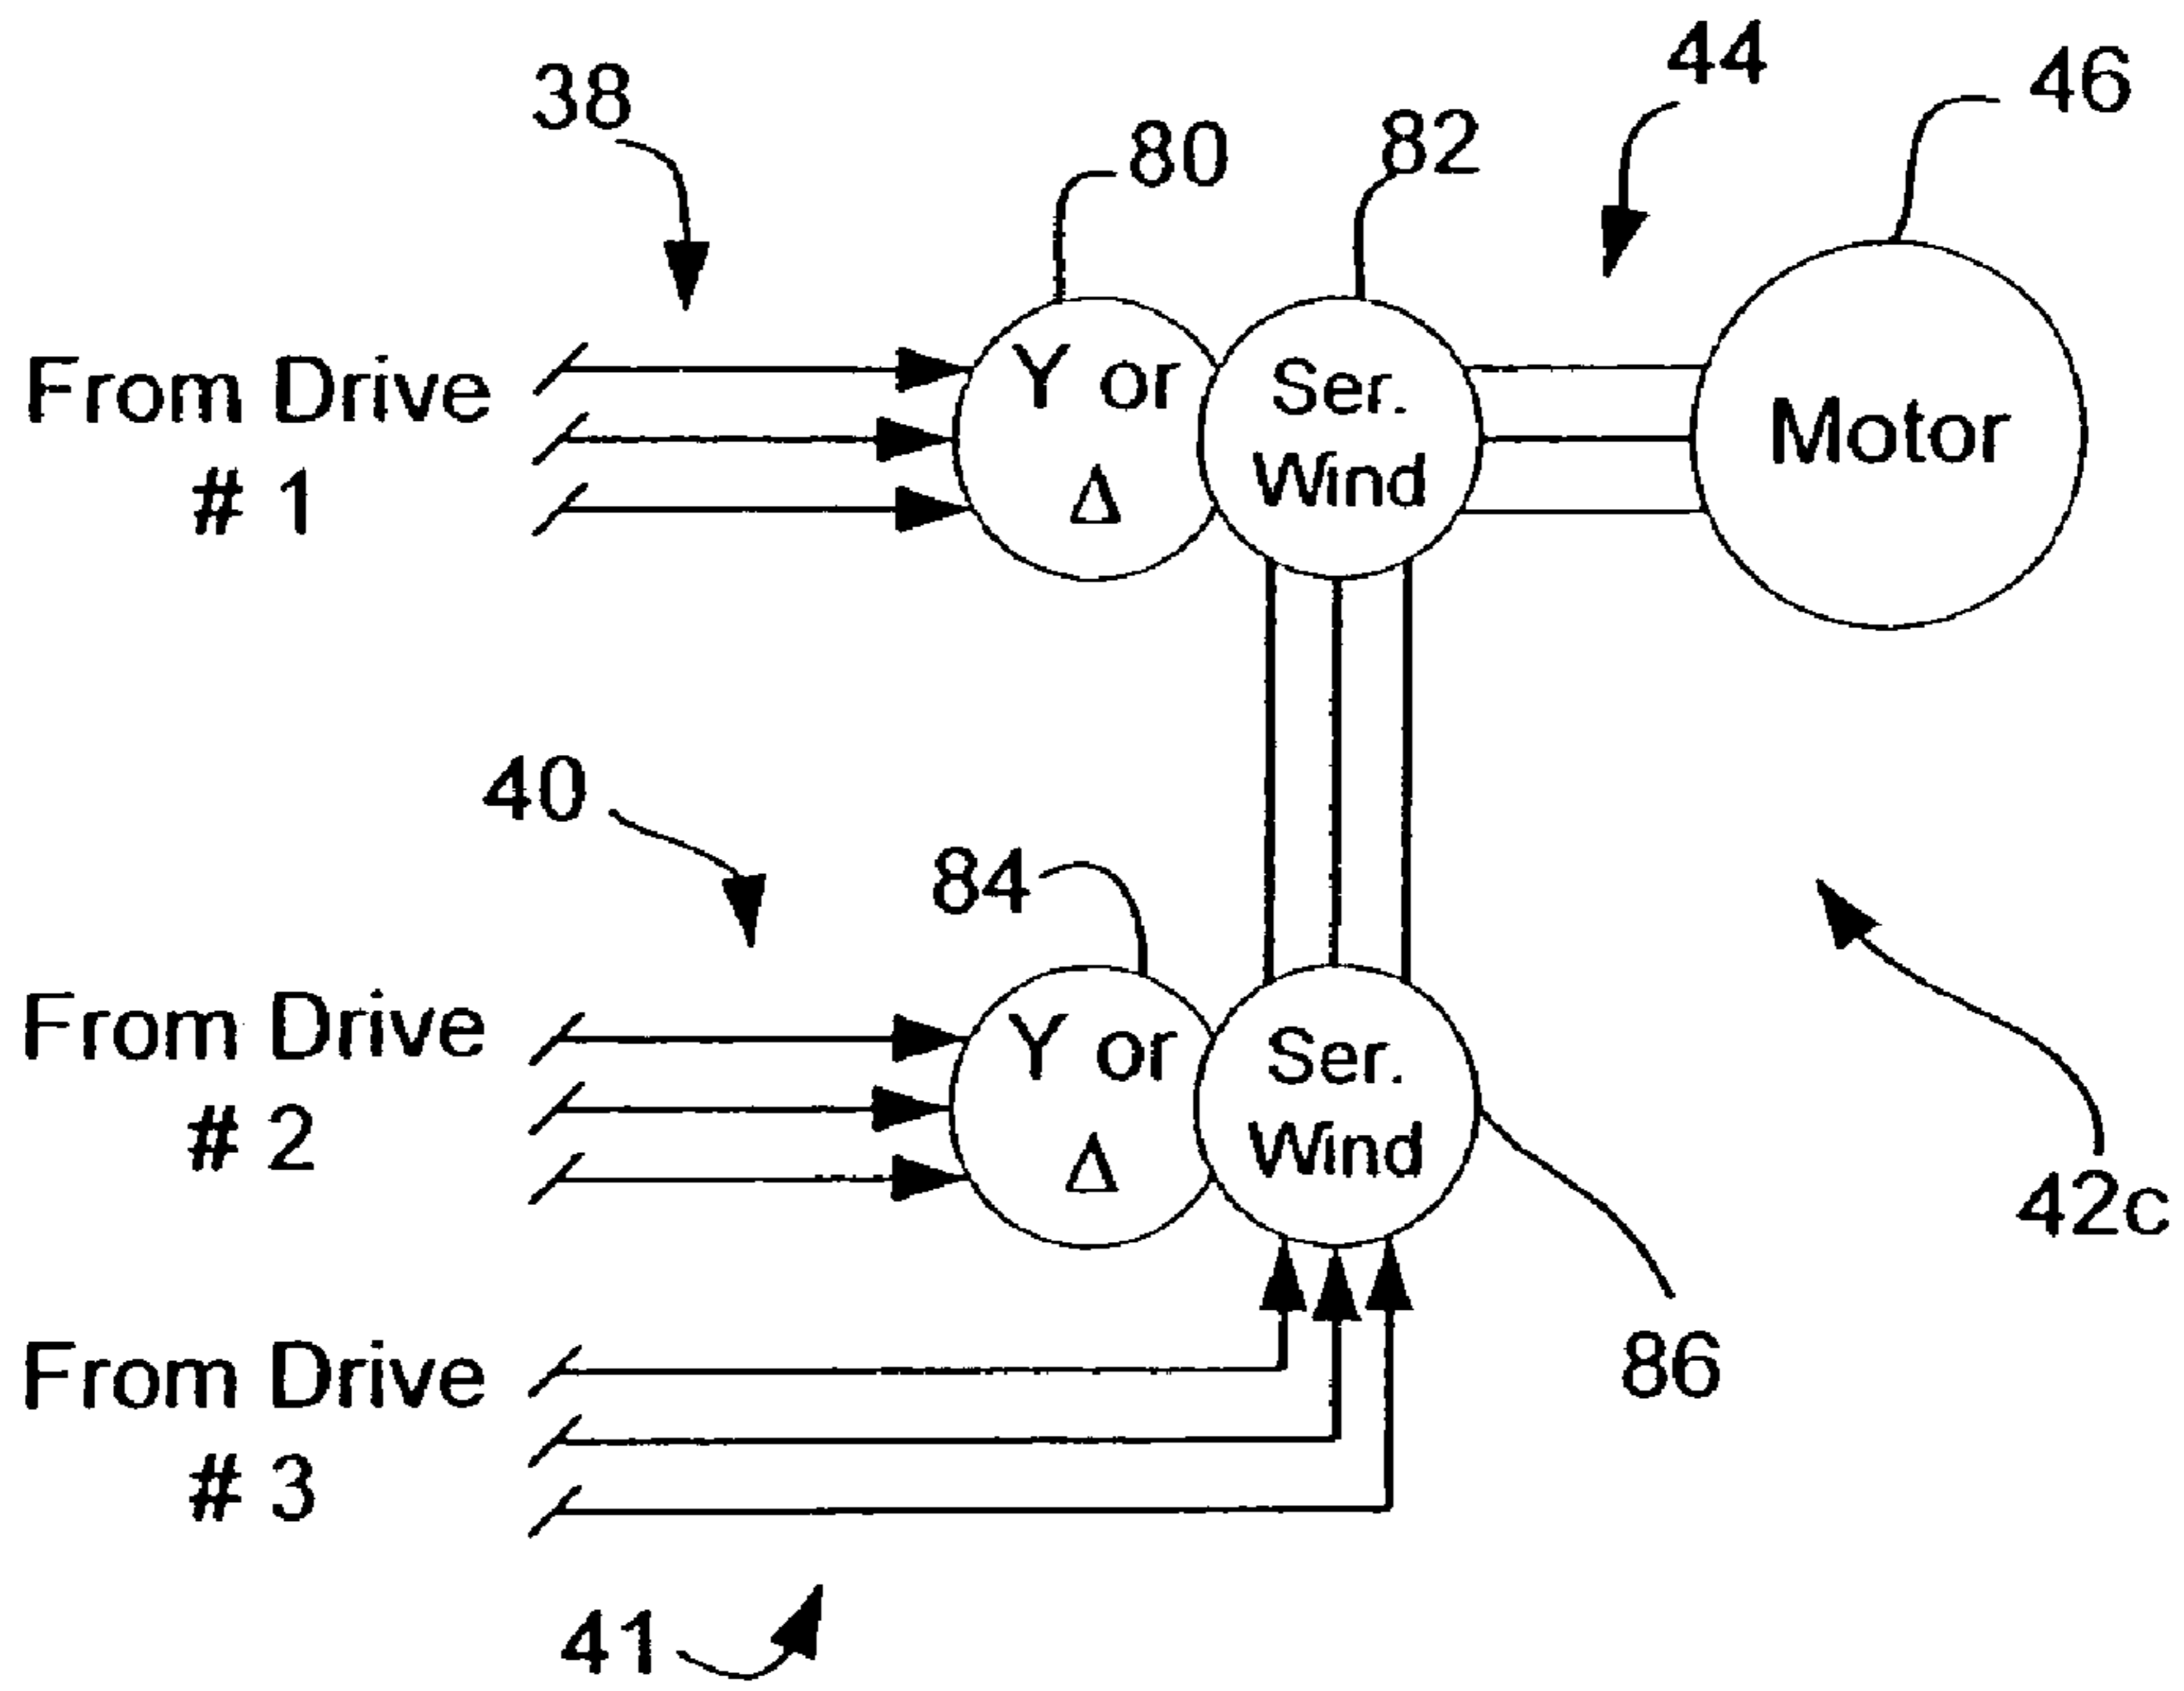 38
80
82
44
46
From Drive
# 1
Y or
Δ
Ser.
Wind
Motor
40
84
From Drive
# 2
Y or
Δ
Ser.
Wind
42c
86
From Drive
# 3
41